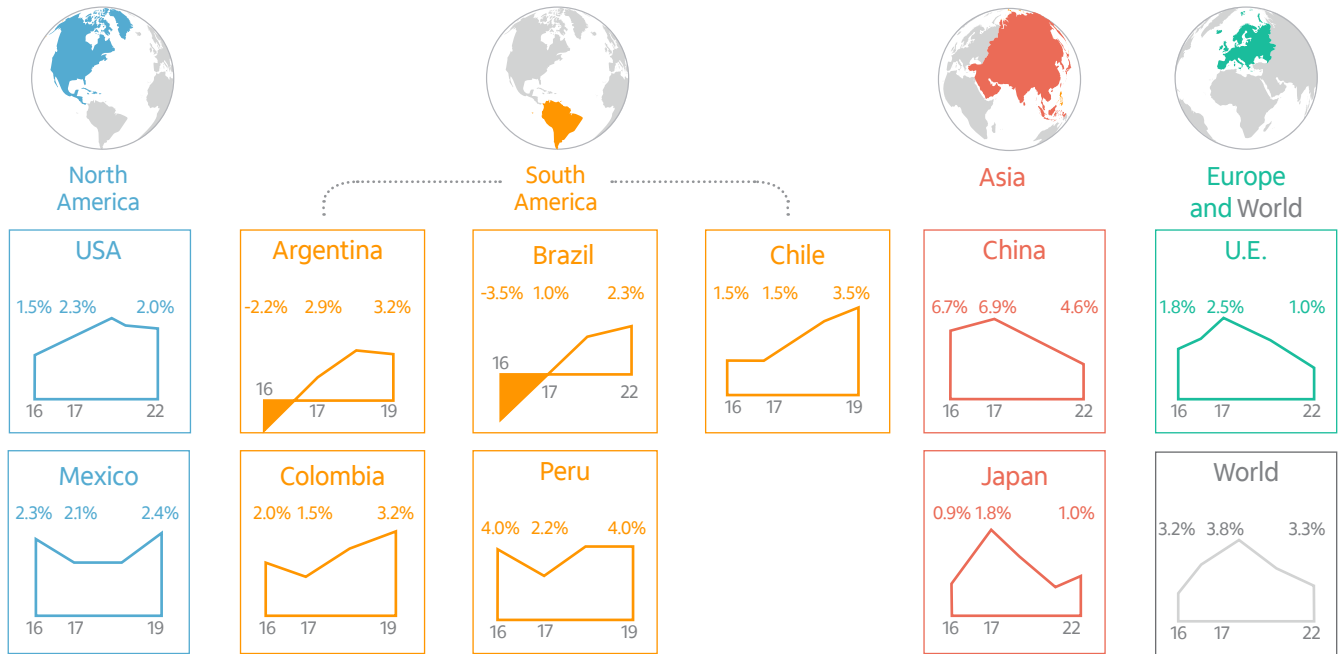 North
America
South
America
Asia
Europe
and World
USA
1.5% 2.3% 2.0%
16 17 22
Argentina
-2.2% 2.9% 3.2%
16
17 19
Brazil
-3.5% 1.0% 2.3%
16
17 22
Chile
1.5% 1.5% 3.5%
16 17 19
China
6.7% 6.9% 4.6%
16 17 22
U.E.
1.8% 2.5% 1.0%
16 17 22
Mexico
2.3% 2.1% 2.4%
16 17 19
Colombia
2.0% 1.5% 3.2%
16 17 19
Peru
4.0% 2.2% 4.0%
16 17 19
Japan
0.9% 1.8% 1.0%
16 17 22
World
3.2% 3.8% 3.3%
16 17 22